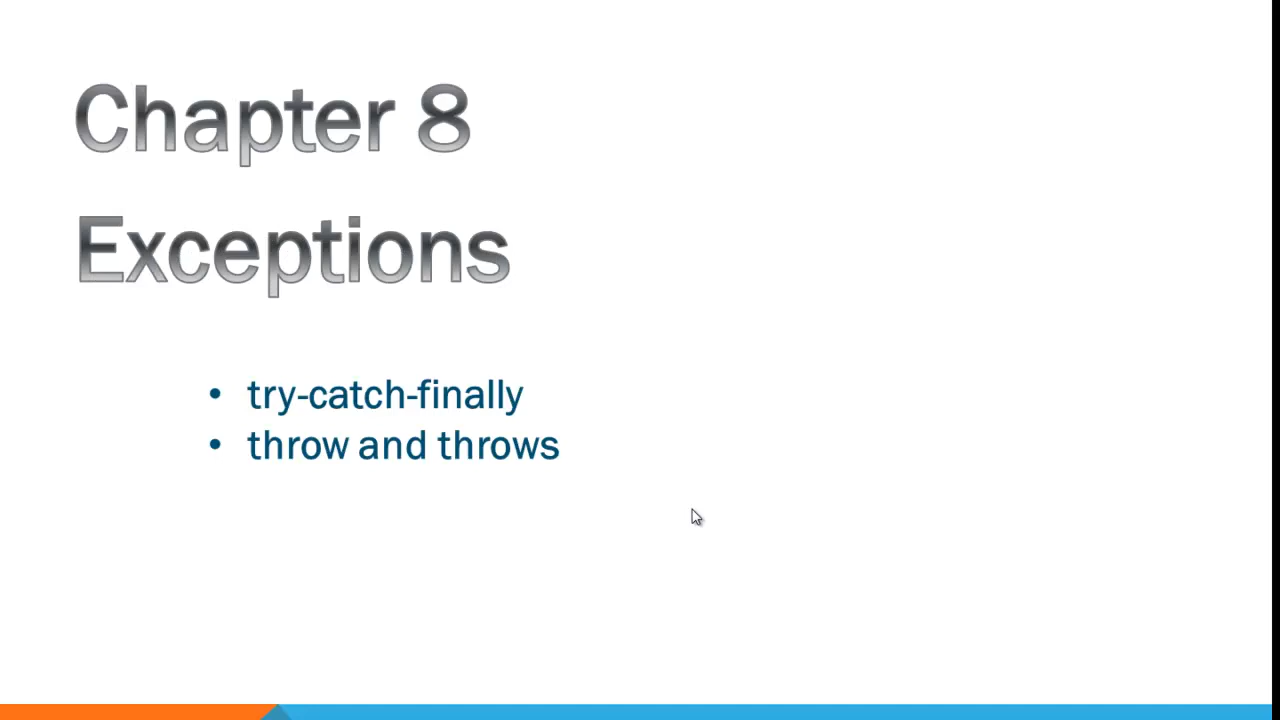 Chapter 8
Exceptions
• try-catch-finally
• throw and throws